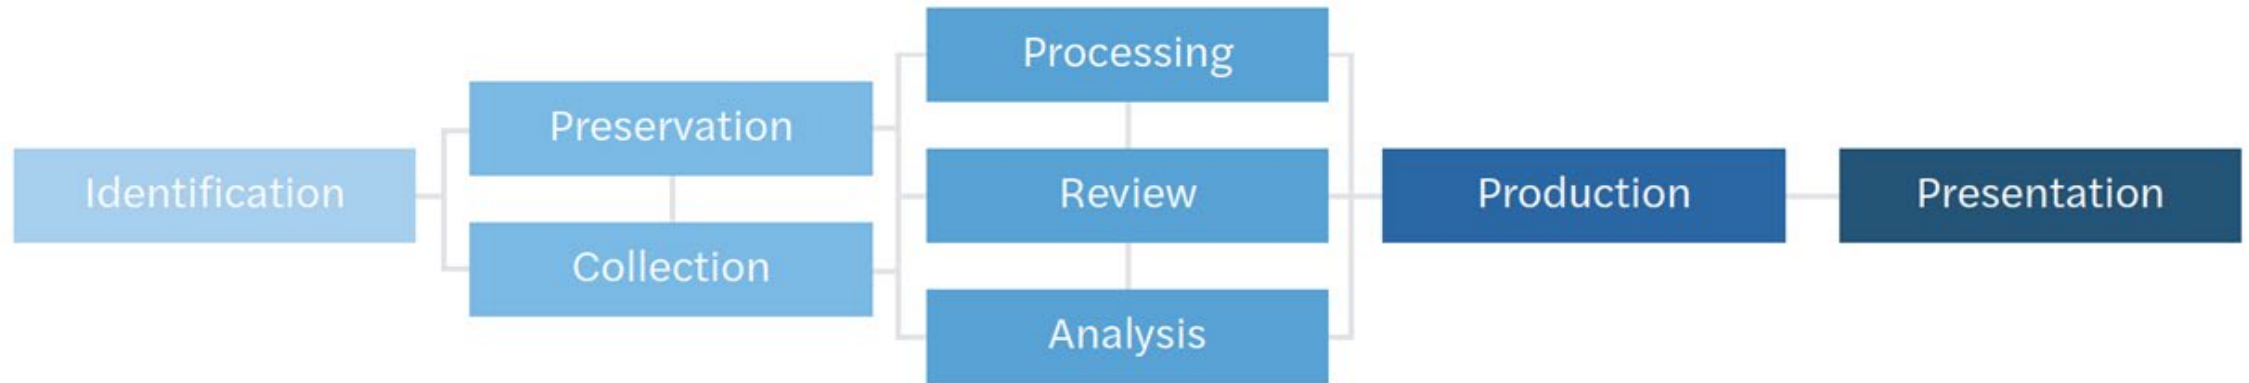 Identification
Preservation
Collection
Processing
Review
Analysis
Production
Presentation